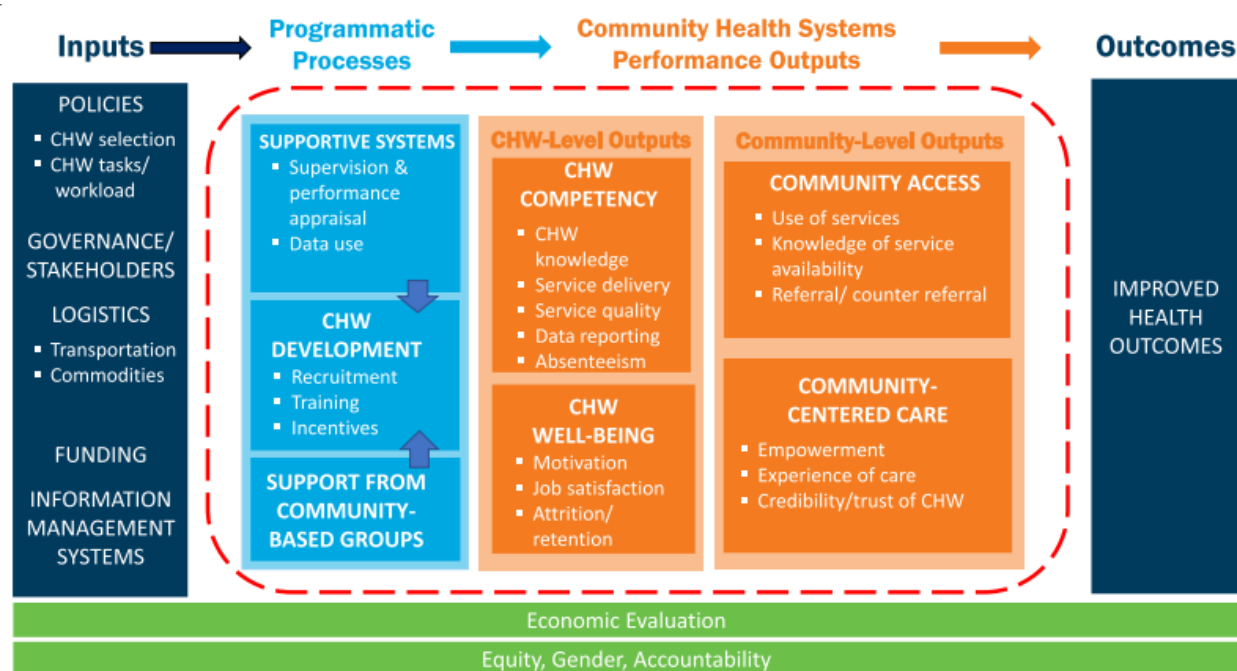 Inputs
Programmatic
Processes
Community Health Systems
Performance Outputs
Outcomes
POLICIES
▪ CHW selection
▪ CHW tasks/
workload
GOVERNANCE/
STAKEHOLDERS
LOGISTICS
▪ Transportation
▪ Commodities
FUNDING
INFORMATION
MANAGEMENT
SYSTEMS
SUPPORTIVE SYSTEMS
▪ Supervision &
performance
appraisal
▪ Data use
CHW
DEVELOPMENT
▪ Recruitment
▪ Training
▪ Incentives
SUPPORT FROM
COMMUNITY-
BASED GROUPS
CHW-Level Outputs
CHW
COMPETENCY
▪ CHW
knowledge
▪ Service delivery
▪ Service quality
▪ Data reporting
▪ Absenteeism
CHW
WELL-BEING
▪ Motivation
▪ Job satisfaction
▪ Attrition/
retention
Community-Level Outputs
COMMUNITY ACCESS
▪ Use of services
▪ Knowledge of service
availability
▪ Referral/ counter referral
COMMUNITY-
CENTERED CARE
▪ Empowerment
▪ Experience of care
▪ Credibility/trust of CHW
IMPROVED
HEALTH
OUTCOMES
Economic Evaluation
Equity, Gender, Accountability